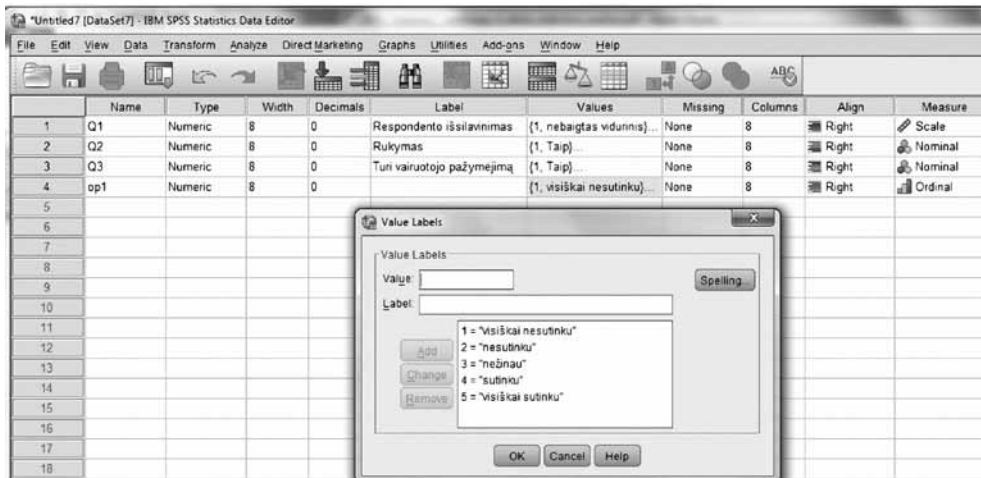 *Untitled7 [DataSet7] - IBM SPSS Statistics Data Editor
File Edit View Data Transform Analyze Direct Marketing Graphs Utilities Add-ons Window Help
ABC
Name Type Width Decimals Label Values Missing Columns Align Measure
1 Q1 Numeric 8 0 Respondento išsilavinimas {1, nebaigtas vidurinis}... None 8 Right Scale
2 Q2 Numeric 8 0 Rukymas {1, Taip}... None 8 Right Nominal
3 Q3 Numeric 8 0 Turi vairuotojo pažymėjimą {1, Taip}... None 8 Right Nominal
4 op1 Numeric 8 0 {1, visiškai nesutinku}... None 8 Right Ordinal
5
6
7
8
9
10
11
12
13
14
15
16
17
18
Value Labels
Value Labels
Value:
Spelling...
Label:
1 = "visiškai nesutinku"
2 = "nesutinku"
3 = "nežinau"
4 = "sutinku"
5 = "visiškai sutinku"
Add
Change
Remove
OK Cancel Help